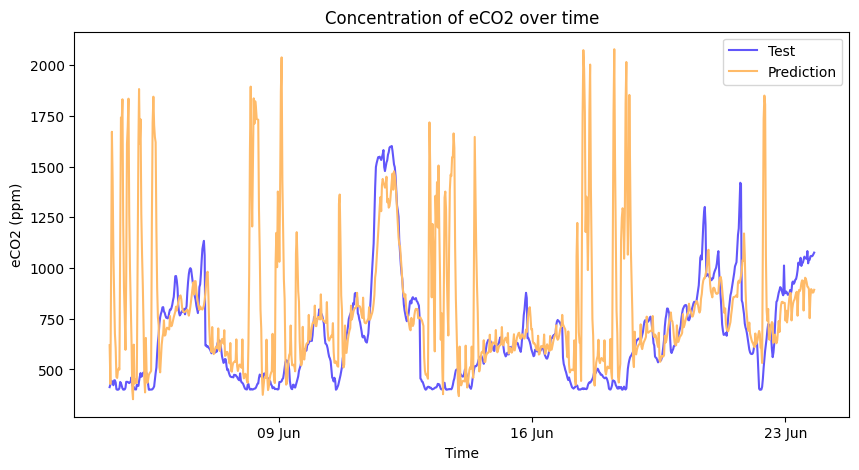 Concentration of eCO2 over time
Test
Prediction
eCO2 (ppm)
2000
1750
1500
1250
1000
750
500
09 Jun
16 Jun
23 Jun
Time